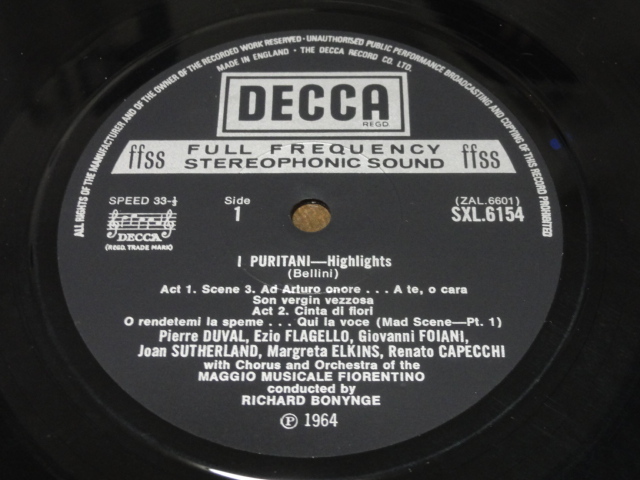 ALL RIGHTS OF THE MANUFACTURER AND OF THE OWNER OF THE RECORDED WORK RESERVED · UNAUTHORISED PUBLIC PERFORMANCE BROADCASTING AND COPYING OF THIS RECORD PROHIBITED
MADE IN ENGLAND · THE DECCA RECORD CO. LTD.
DECCA
REGD.
ffss FULL FREQUENCY ffss
STEREOPHONIC SOUND
SPEED 33-⅓
Side
1
(ZAL.6601)
SXL.6154
DECCA
(REGD. TRADE MARK)
I PURITANI—Highlights
(Bellini)
Act 1. Scene 3. Ad Arturo onore . . . A te, o cara
Son vergin vezzosa
Act 2. Cinta di fiori
O rendetemi la speme . . . Qui la voce (Mad Scene—Pt. 1)
Pierre DUVAL, Ezio FLAGELLO, Giovanni FOIANI,
Joan SUTHERLAND, Margreta ELKINS, Renato CAPECCHI
with Chorus and Orchestra of the
MAGGIO MUSICALE FIORENTINO
conducted by
RICHARD BONYNGE
℗ 1964